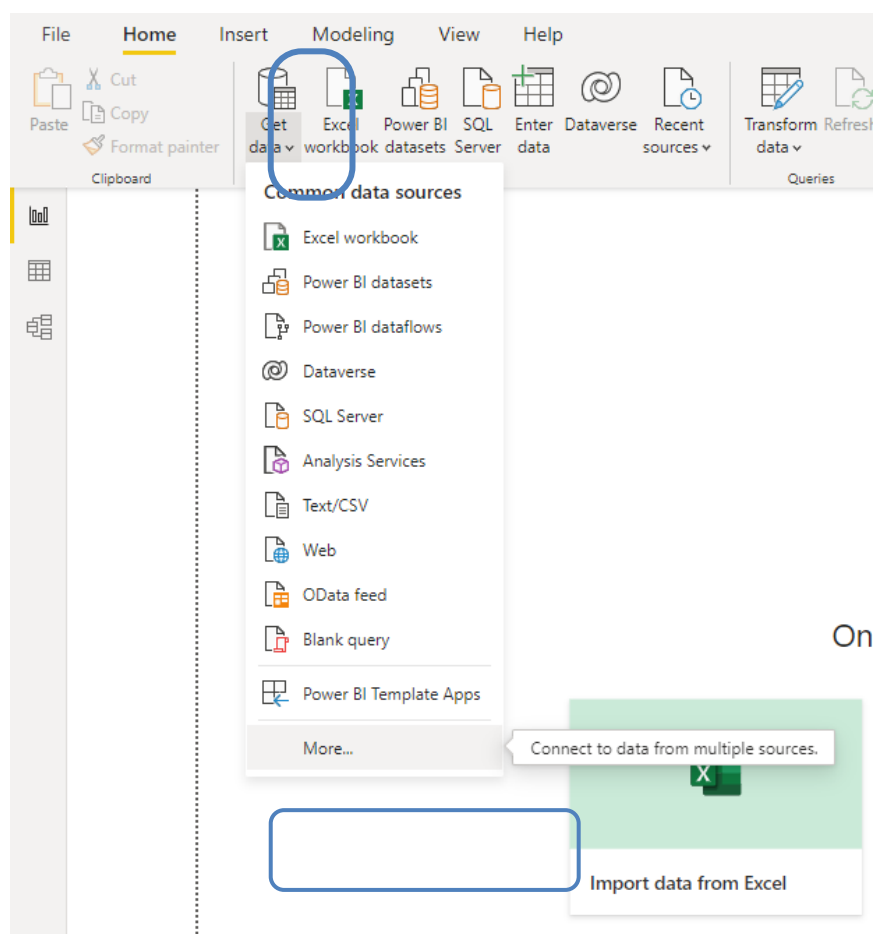 File Home Insert Modeling View Help
Paste
Cut
Copy
Format painter
Clipboard
Get
data
Excel
workbook
Power BI
datasets
SQL
Server
Enter
data
Dataverse
Recent
sources
Transform
data
Refresh
Queries
Common data sources
Excel workbook
Power BI datasets
Power BI dataflows
Dataverse
SQL Server
Analysis Services
Text/CSV
Web
OData feed
Blank query
Power BI Template Apps
More...
Connect to data from multiple sources.
On
X
Import data from Excel